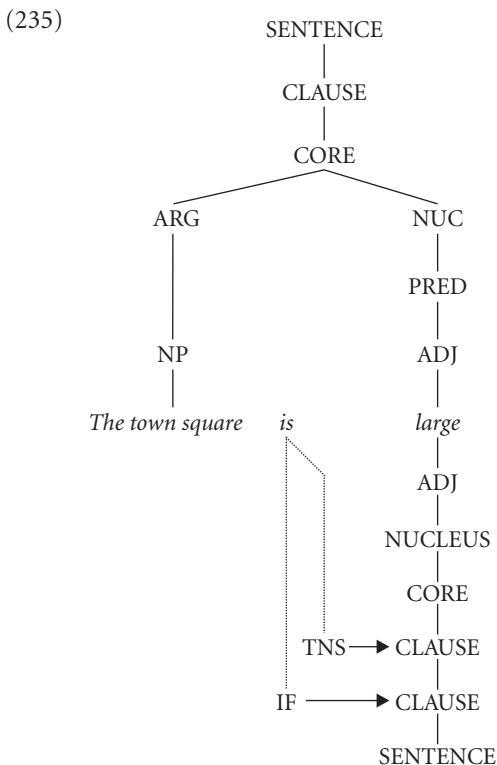 (235)
SENTENCE
CLAUSE
CORE
ARG NUC
PRED
NP ADJ
The town square is large
ADJ
NUCLEUS
CORE
TNS CLAUSE
IF CLAUSE
SENTENCE